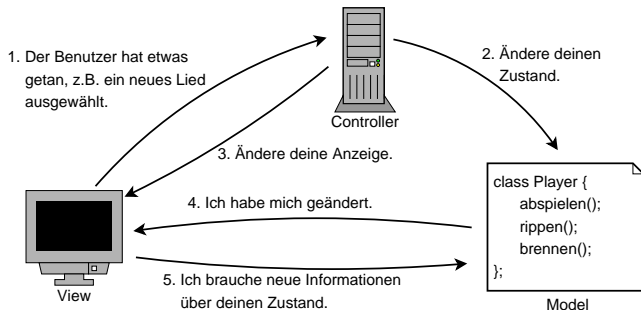 1. Der Benutzer hat etwas
getan, z.B. ein neues Lied
ausgewählt.
2. Ändere deinen
Zustand.
Controller
3. Ändere deine Anzeige.
4. Ich habe mich geändert.
class Player {
abspielen();
rippen();
brennen();
};
5. Ich brauche neue Informationen
über deinen Zustand.
View
Model